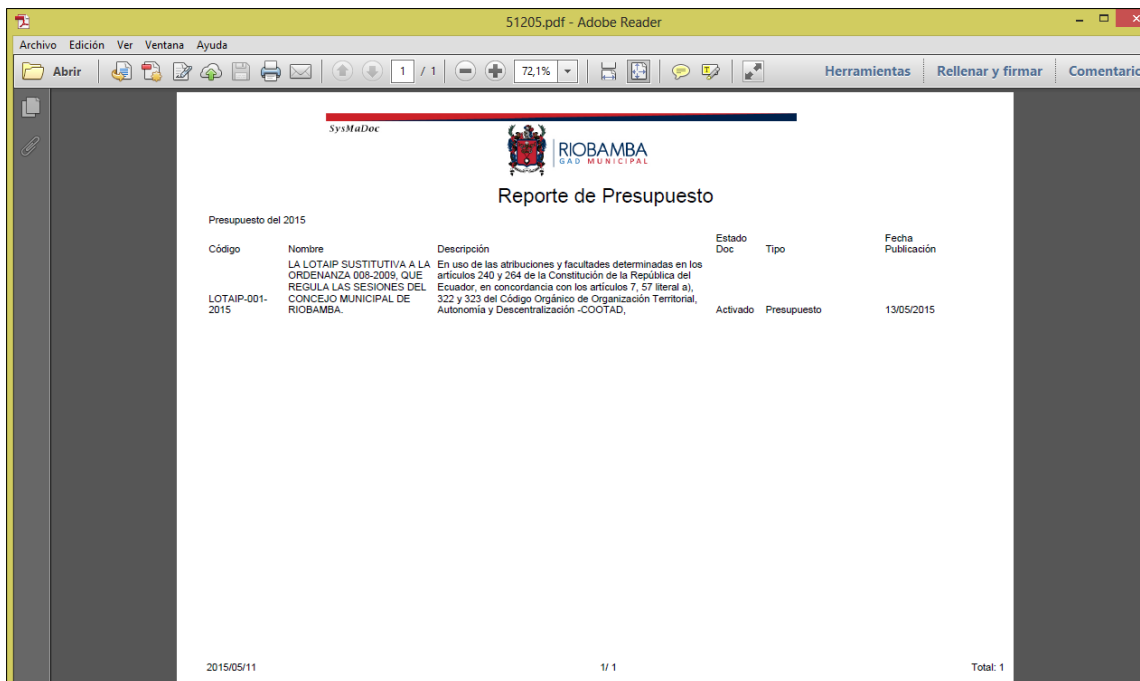 51205.pdf - Adobe Reader
Archivo Edición Ver Ventana Ayuda
Abrir 1 / 1 72,1% Herramientas Rellenar y firmar Comentario
SysMaDoc
RIOBAMBA
GAD MUNICIPAL
Reporte de Presupuesto
Presupuesto del 2015
Código Nombre Descripción Estado Doc Tipo Fecha Publicación
LA LOTAIP SUSTITUTIVA A LA En uso de las atribuciones y facultades determinadas en los
ORDENANZA 008-2009, QUE artículos 240 y 264 de la Constitución de la República del
REGULA LAS SESIONES DEL Ecuador, en concordancia con los artículos 7, 57 literal a),
LOTAIP-001- CONCEJO MUNICIPAL DE 322 y 323 del Código Orgánico de Organización Territorial,
2015 RIOBAMBA. Autonomía y Descentralización -COOTAD, Activado Presupuesto 13/05/2015
2015/05/11 1/ 1 Total: 1